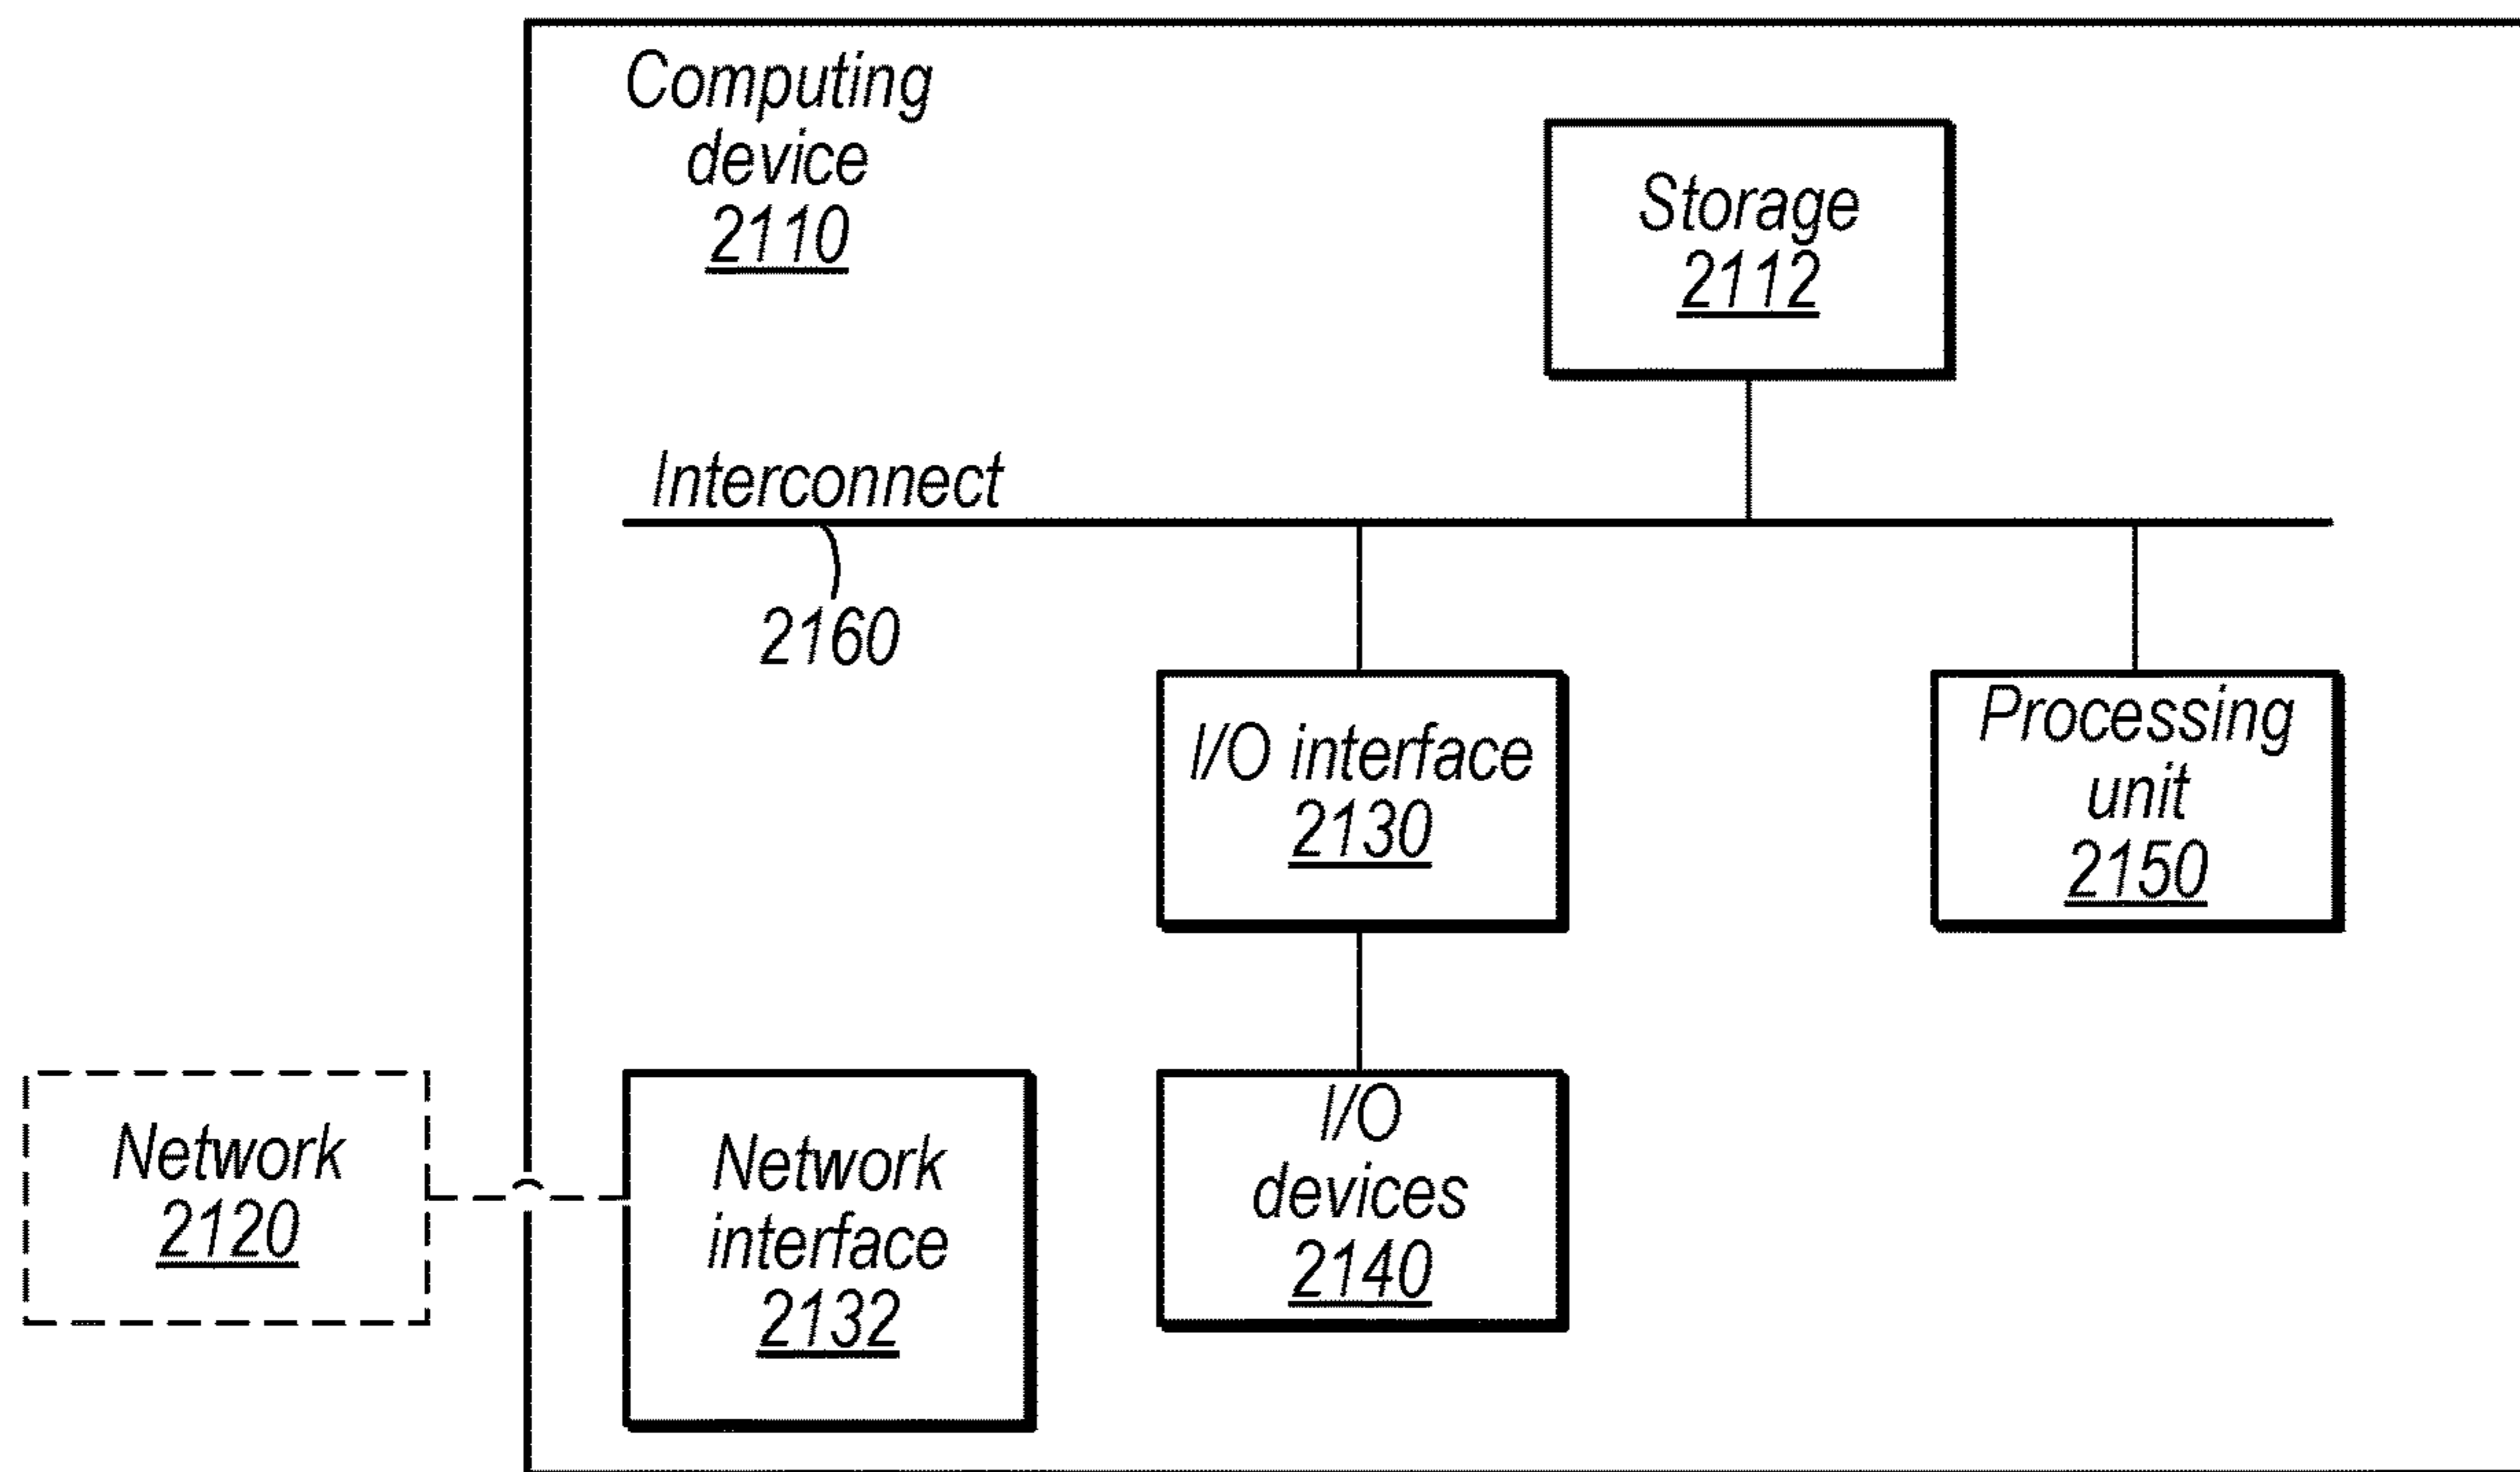 Computing
device
2110
Storage
2112
Interconnect
2160
I/O interface
2130
Processing
unit
2150
Network
2120
Network
interface
2132
I/O
devices
2140